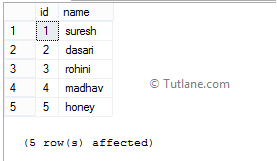 id name
1 1 suresh
2 2 dasari
3 3 rohini
4 4 madhav
5 5 honey
© Tutlane.com
(5 row(s) affected)